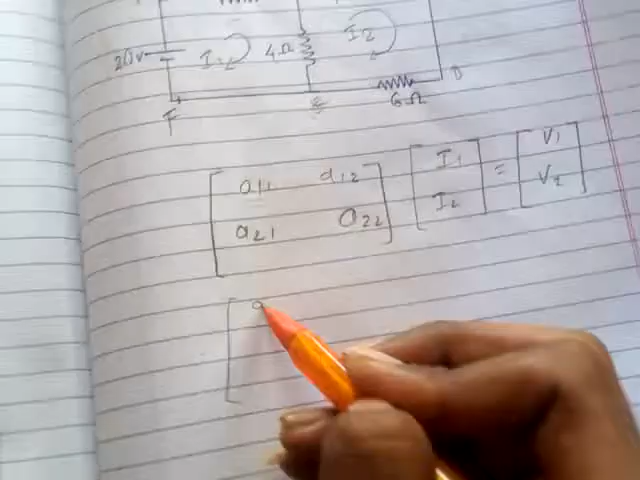 20v I1 4Ω I2
D
F E 6Ω
[ a11 a12 ] [ I1 ] = [ V1 ]
[ a21 a22 ] [ I2 ] [ V2 ]
[ a